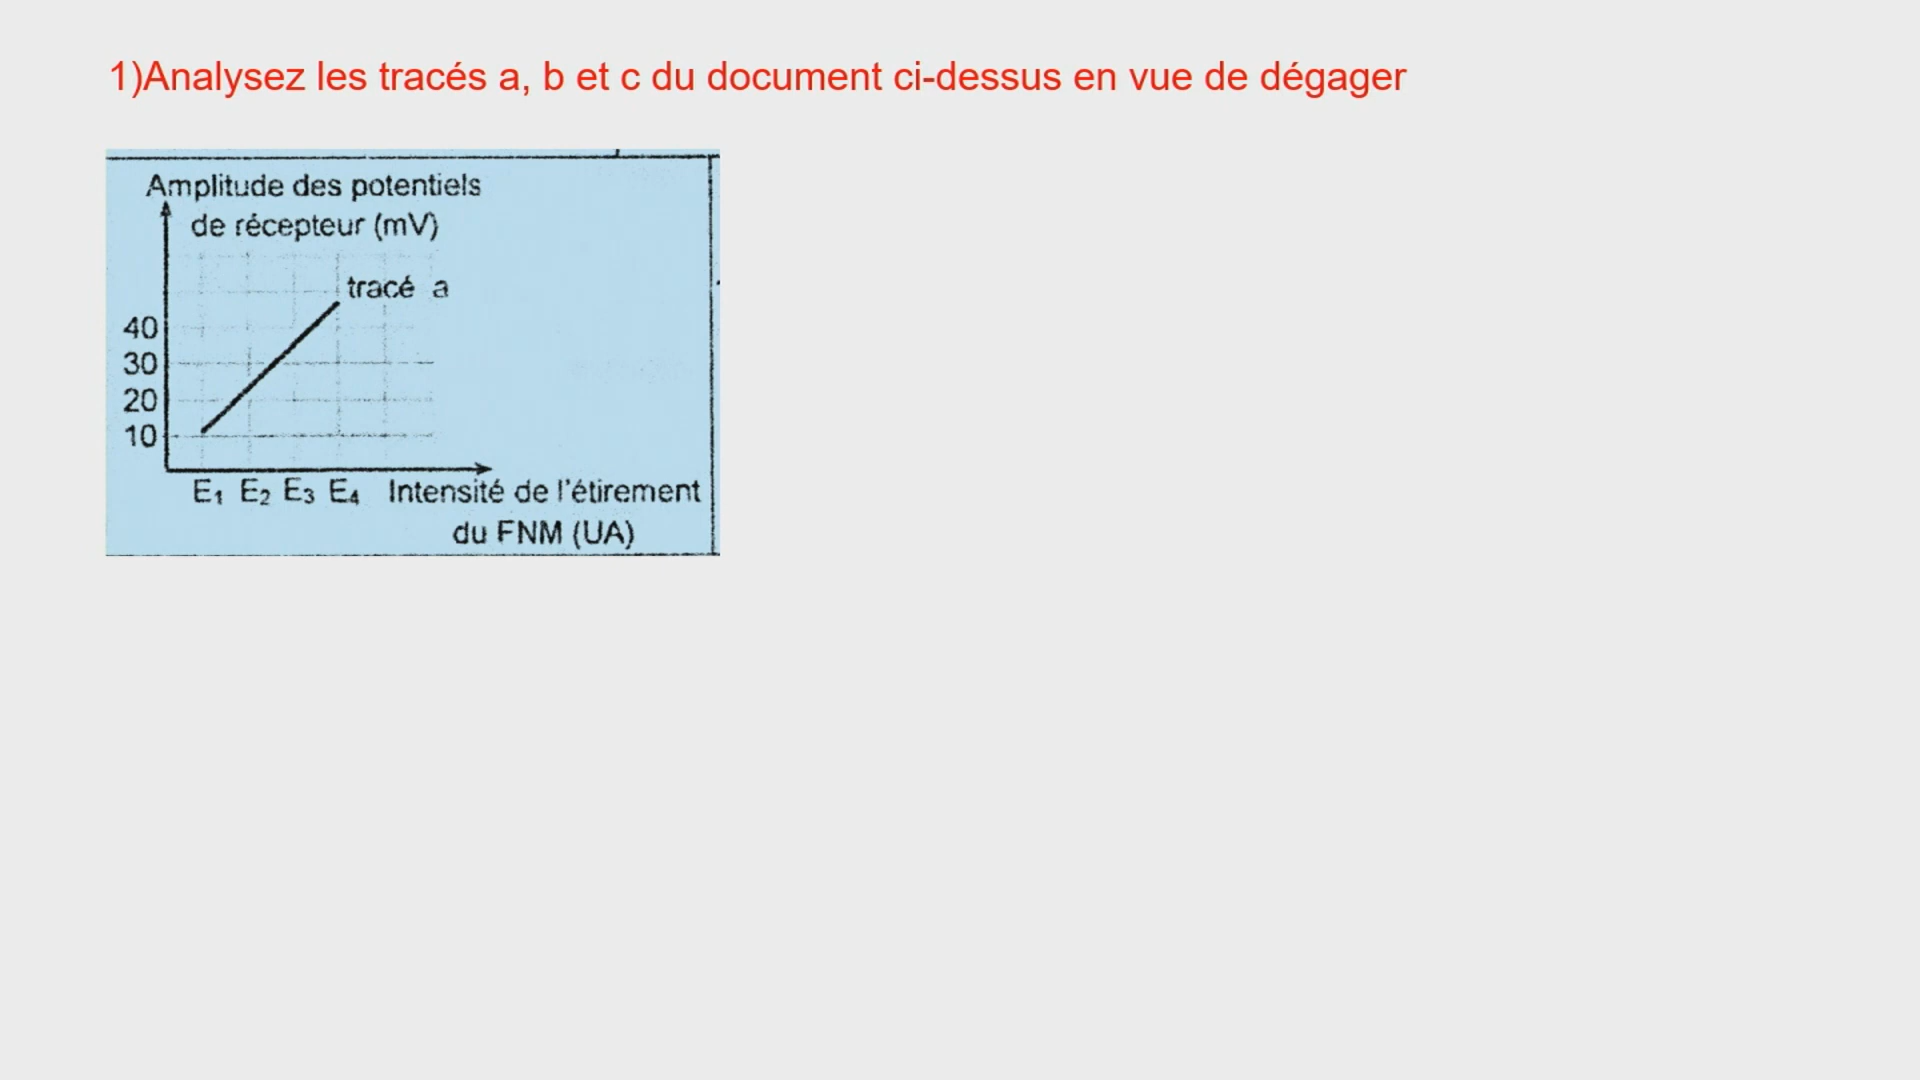 1)Analysez les tracés a, b et c du document ci-dessus en vue de dégager
Amplitude des potentiels
de récepteur (mV)
tracé a
40
30
20
10
E₁ E₂ E₃ E₄ Intensité de l'étirement
du FNM (UA)